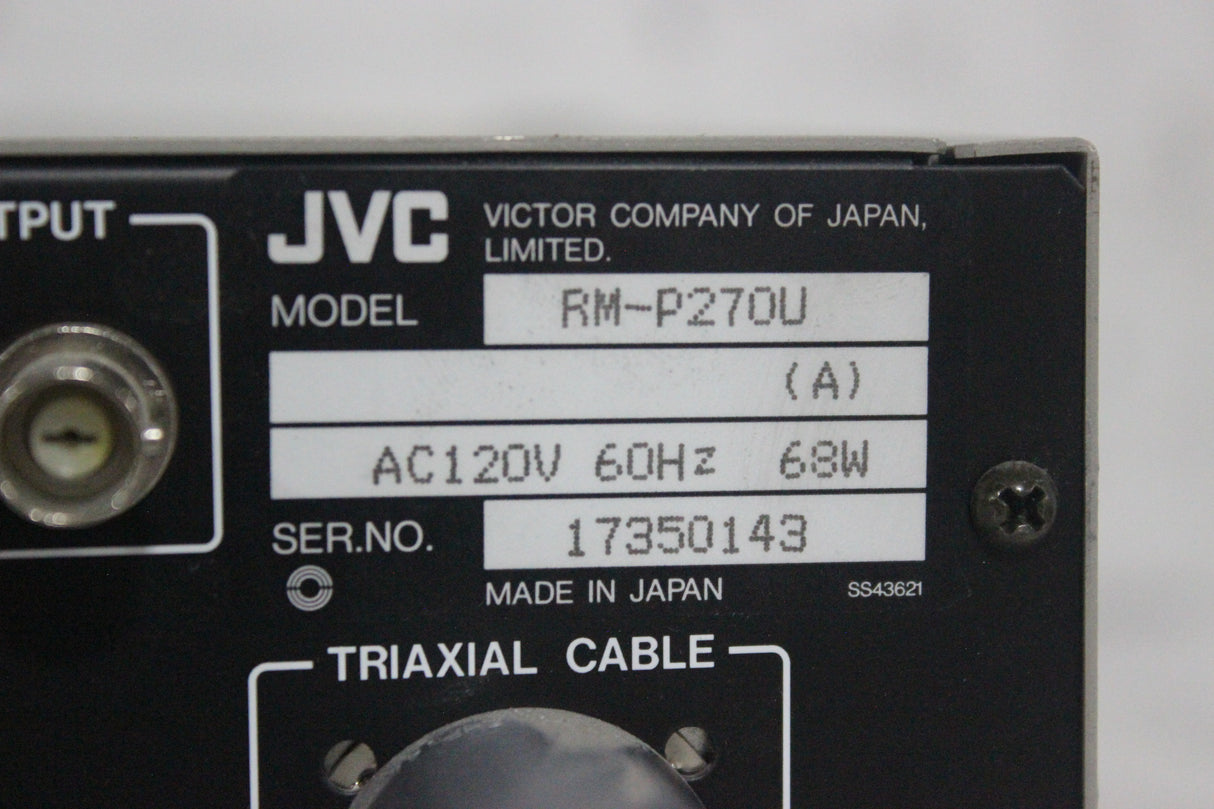 TPUT
JVC
VICTOR COMPANY OF JAPAN,
LIMITED.
MODEL RM-P270U
(A)
AC120V 60Hz 68W
SER.NO. 17350143
MADE IN JAPAN SS43621
TRIAXIAL CABLE